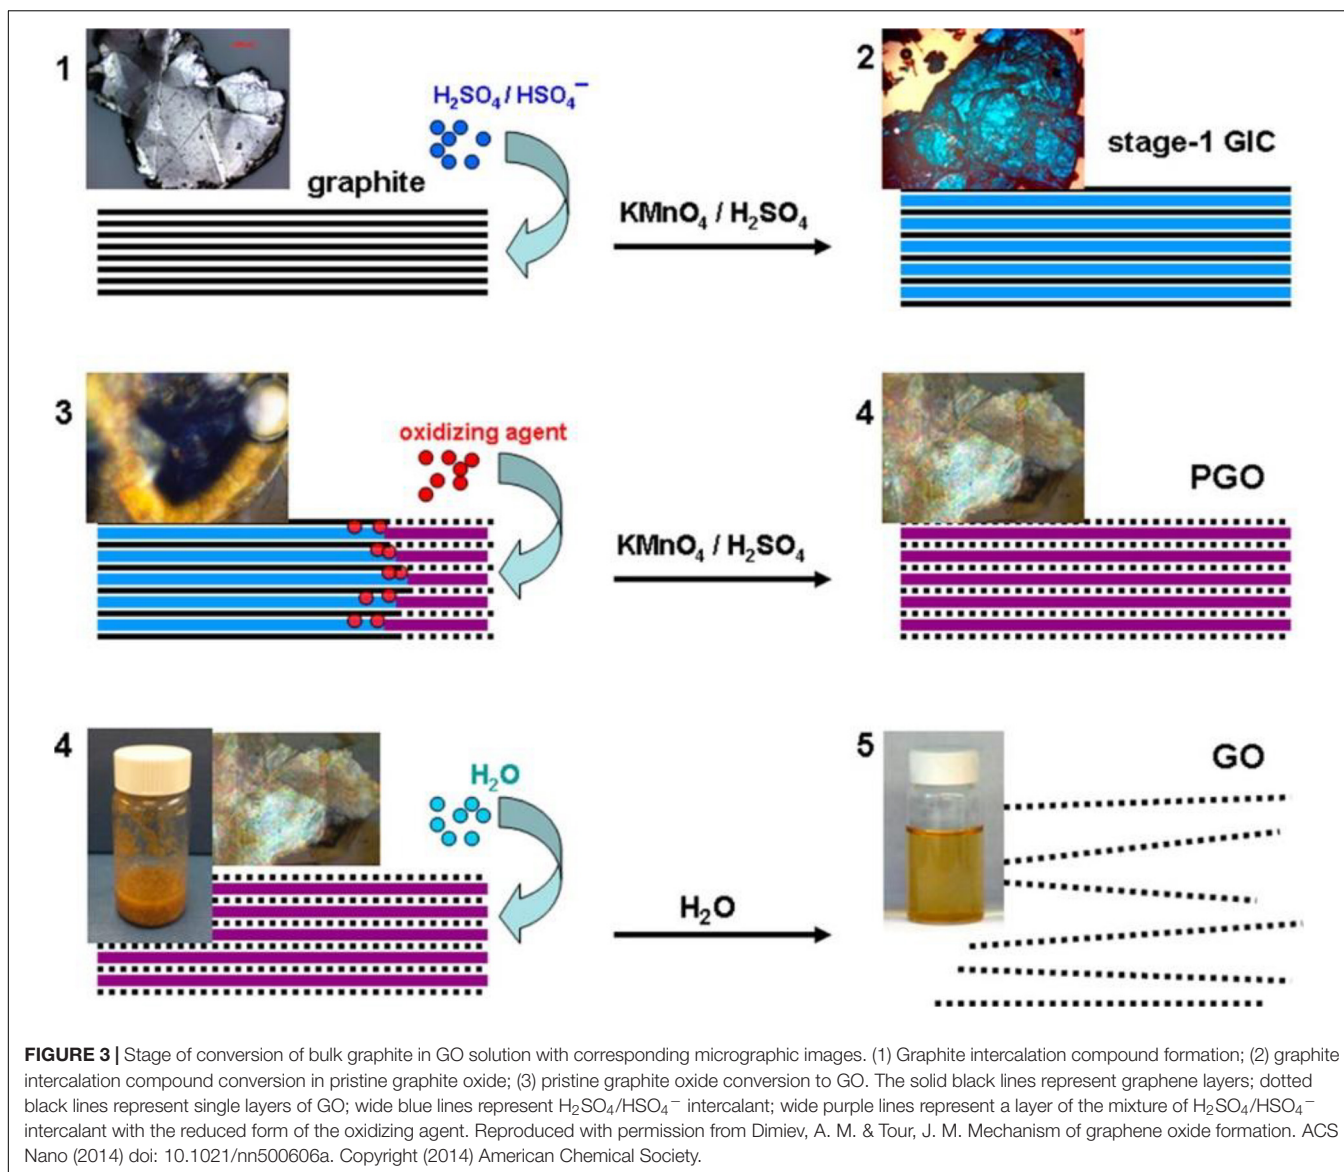 1
H₂SO₄ / HSO₄⁻
graphite
KMnO₄ / H₂SO₄
2
stage-1 GIC
3
oxidizing agent
KMnO₄ / H₂SO₄
4
PGO
4
H₂O
H₂O
5
GO
FIGURE 3 | Stage of conversion of bulk graphite in GO solution with corresponding micrographic images. (1) Graphite intercalation compound formation; (2) graphite
intercalation compound conversion in pristine graphite oxide; (3) pristine graphite oxide conversion to GO. The solid black lines represent graphene layers; dotted
black lines represent single layers of GO; wide blue lines represent H₂SO₄/HSO₄⁻ intercalant; wide purple lines represent a layer of the mixture of H₂SO₄/HSO₄⁻
intercalant with the reduced form of the oxidizing agent. Reproduced with permission from Dimiev, A. M. & Tour, J. M. Mechanism of graphene oxide formation. ACS
Nano (2014) doi: 10.1021/nn500606a. Copyright (2014) American Chemical Society.